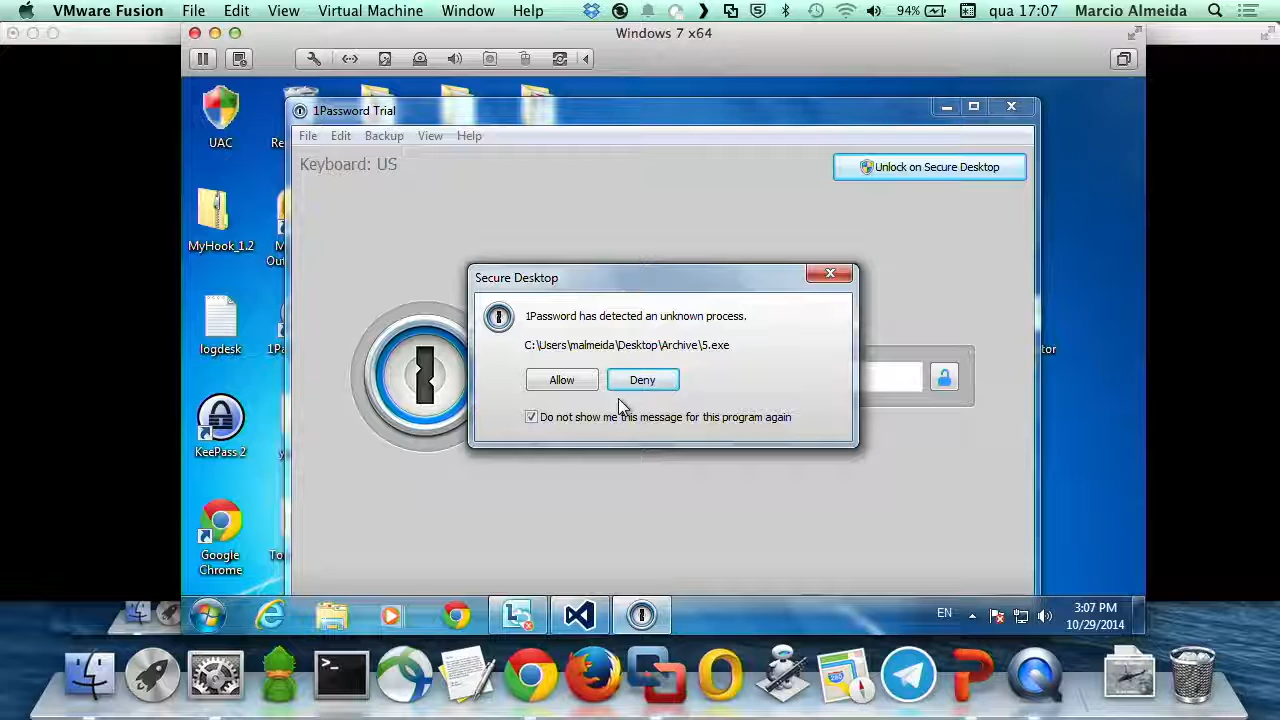 VMware Fusion File Edit View Virtual Machine Window Help 94% qua 17:07 Marcio Almeida
Windows 7 x64
1Password Trial
File Edit Backup View Help
Keyboard: US
Unlock on Secure Desktop
UAC
MyHook_1.2
logdesk
KeePass 2
Google
Chrome
Secure Desktop
1Password has detected an unknown process.
C:\Users\malmeida\Desktop\Archive\5.exe
Allow Deny
Do not show me this message for this program again
EN
3:07 PM
10/29/2014